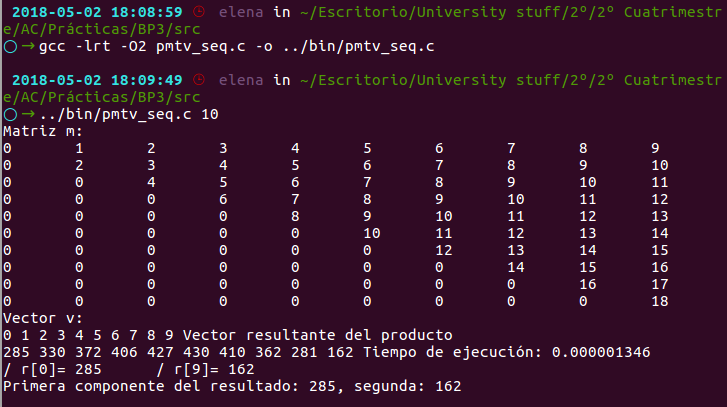 2018-05-02 18:08:59 elena in ~/Escritorio/University stuff/2º/2º Cuatrimestr
e/AC/Prácticas/BP3/src
○→gcc -lrt -O2 pmtv_seq.c -o ../bin/pmtv_seq.c
2018-05-02 18:09:49 elena in ~/Escritorio/University stuff/2º/2º Cuatrimestr
e/AC/Prácticas/BP3/src
○→../bin/pmtv_seq.c 10
Matriz m:
0 1 2 3 4 5 6 7 8 9
0 2 3 4 5 6 7 8 9 10
0 0 4 5 6 7 8 9 10 11
0 0 0 6 7 8 9 10 11 12
0 0 0 0 8 9 10 11 12 13
0 0 0 0 0 10 11 12 13 14
0 0 0 0 0 0 12 13 14 15
0 0 0 0 0 0 0 14 15 16
0 0 0 0 0 0 0 0 16 17
0 0 0 0 0 0 0 0 0 18
Vector v:
0 1 2 3 4 5 6 7 8 9 Vector resultante del producto
285 330 372 406 427 430 410 362 281 162 Tiempo de ejecución: 0.000001346
/ r[0]= 285 / r[9]= 162
Primera componente del resultado: 285, segunda: 162